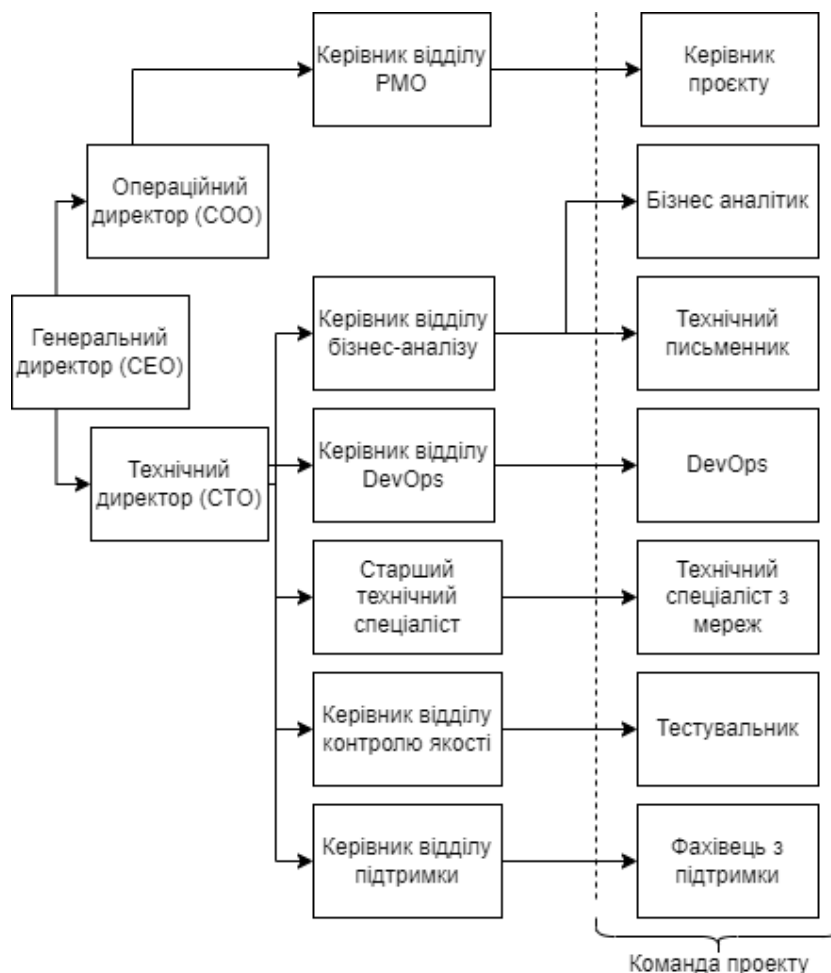 Керівник відділу
PMO
Керівник
проєкту
Операційний
директор (COO)
Бізнес аналітик
Генеральний
директор (CEO)
Керівник відділу
бізнес-аналізу
Технічний
письменник
Технічний
директор (CTO)
Керівник відділу
DevOps
DevOps
Старший
технічний
спеціаліст
Технічний
спеціаліст з
мереж
Керівник відділу
контролю якості
Тестувальник
Керівник відділу
підтримки
Фахівець з
підтримки
Команда проекту